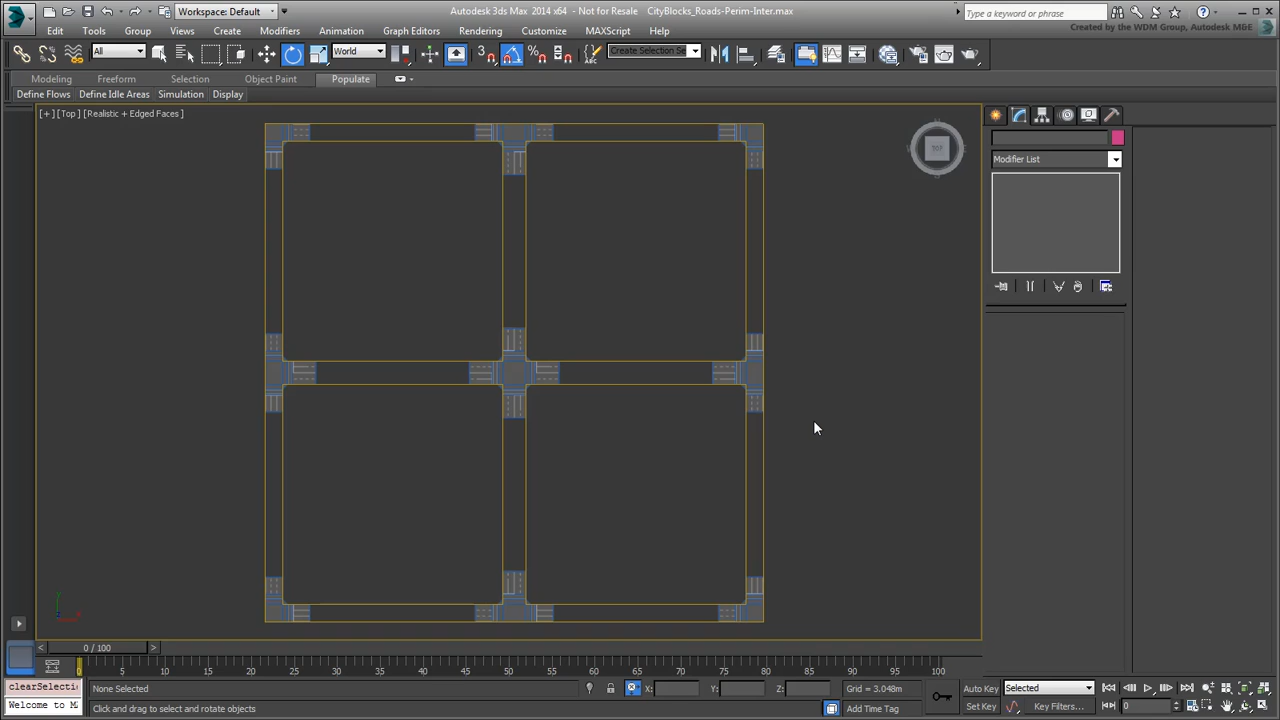 Workspace: Default
Autodesk 3ds Max 2014 x64 - Not for Resale CityBlocks_Roads-Perim-Inter.max
Type a keyword or phrase
Edit Tools Group Views Create Modifiers Animation Graph Editors Rendering Customize MAXScript Help
Created by the WDM Group, Autodesk MGE
All World Create Selection Se
Modeling Freeform Selection Object Paint Populate
Define Flows Define Idle Areas Simulation Display
[+] [Top] [Realistic + Edged Faces]
TOP
Modifier List
0 / 100
0 5 10 15 20 25 30 35 40 45 50 55 60 65 70 75 80 85 90 95 100
clearSelecti
None Selected X: Y: Z: Grid = 3.048m Auto Key Selected
Welcome to M
Click and drag to select and rotate objects Add Time Tag Set Key Key Filters... 0